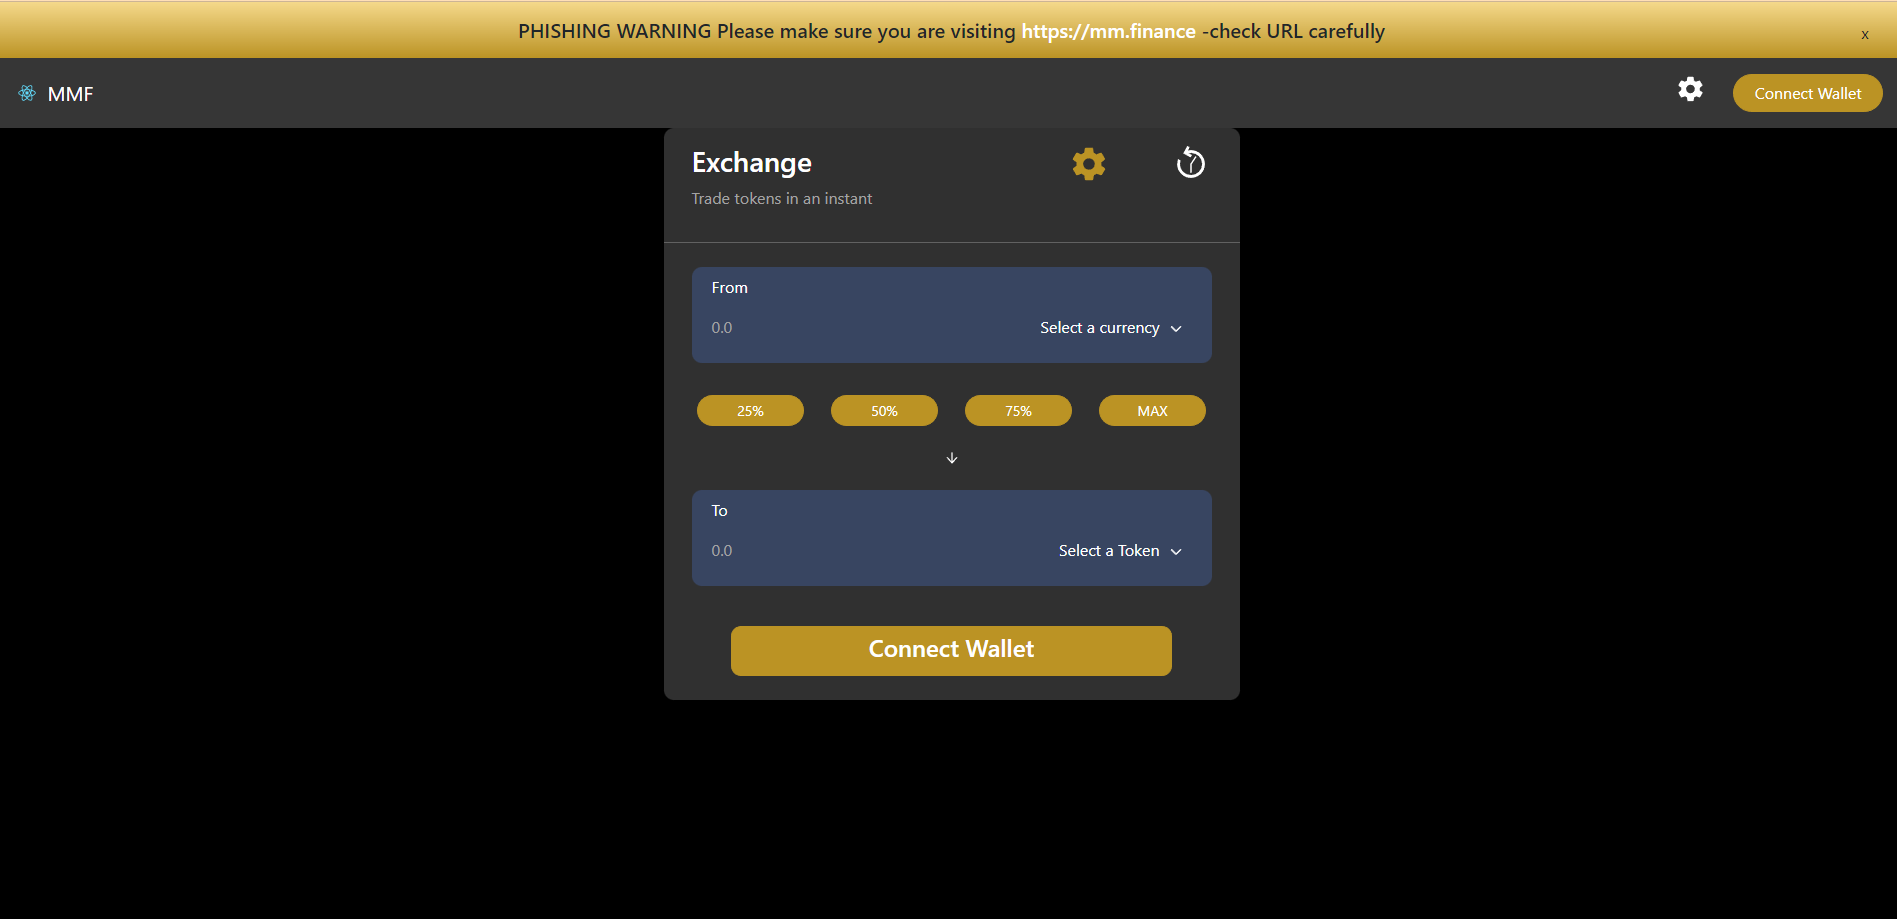 PHISHING WARNING Please make sure you are visiting https://mm.finance -check URL carefully
x
MMF
Connect Wallet
Exchange
Trade tokens in an instant
From
0.0
Select a currency
25%
50%
75%
MAX
To
0.0
Select a Token
Connect Wallet